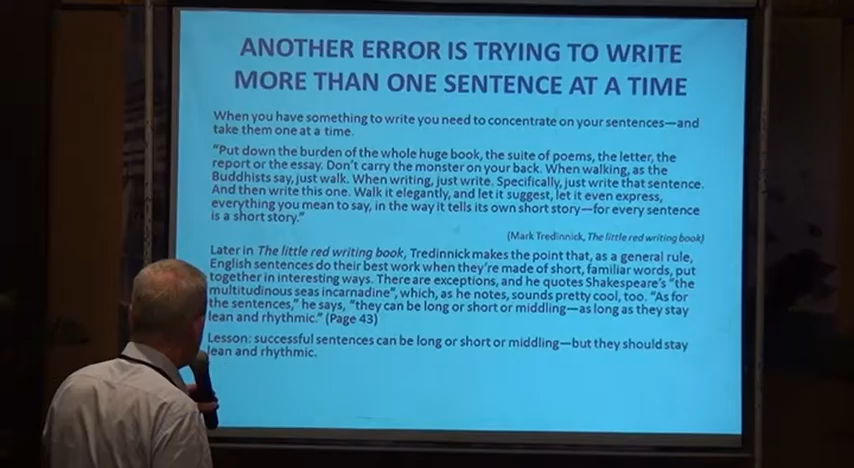 ANOTHER ERROR IS TRYING TO WRITE
MORE THAN ONE SENTENCE AT A TIME
When you have something to write you need to concentrate on your sentences—and
take them one at a time.
“Put down the burden of the whole huge book, the suite of poems, the letter, the
report or the essay. Don’t carry the monster on your back. When walking, as the
Buddhists say, just walk. When writing, just write. Specifically, just write that sentence.
And then write this one. Walk it elegantly, and let it suggest, let it even express,
everything you mean to say, in the way it tells its own short story—for every sentence
is a short story.”
(Mark Tredinnick, The little red writing book)
Later in The little red writing book, Tredinnick makes the point that, as a general rule,
English sentences do their best work when they’re made of short, familiar words, put
together in interesting ways. There are exceptions, and he quotes Shakespeare’s “the
multitudinous seas incarnadine”, which, as he notes, sounds pretty cool, too. “As for
the sentences,” he says, “they can be long or short or middling—as long as they stay
lean and rhythmic.” (Page 43)
Lesson: successful sentences can be long or short or middling—but they should stay
lean and rhythmic.